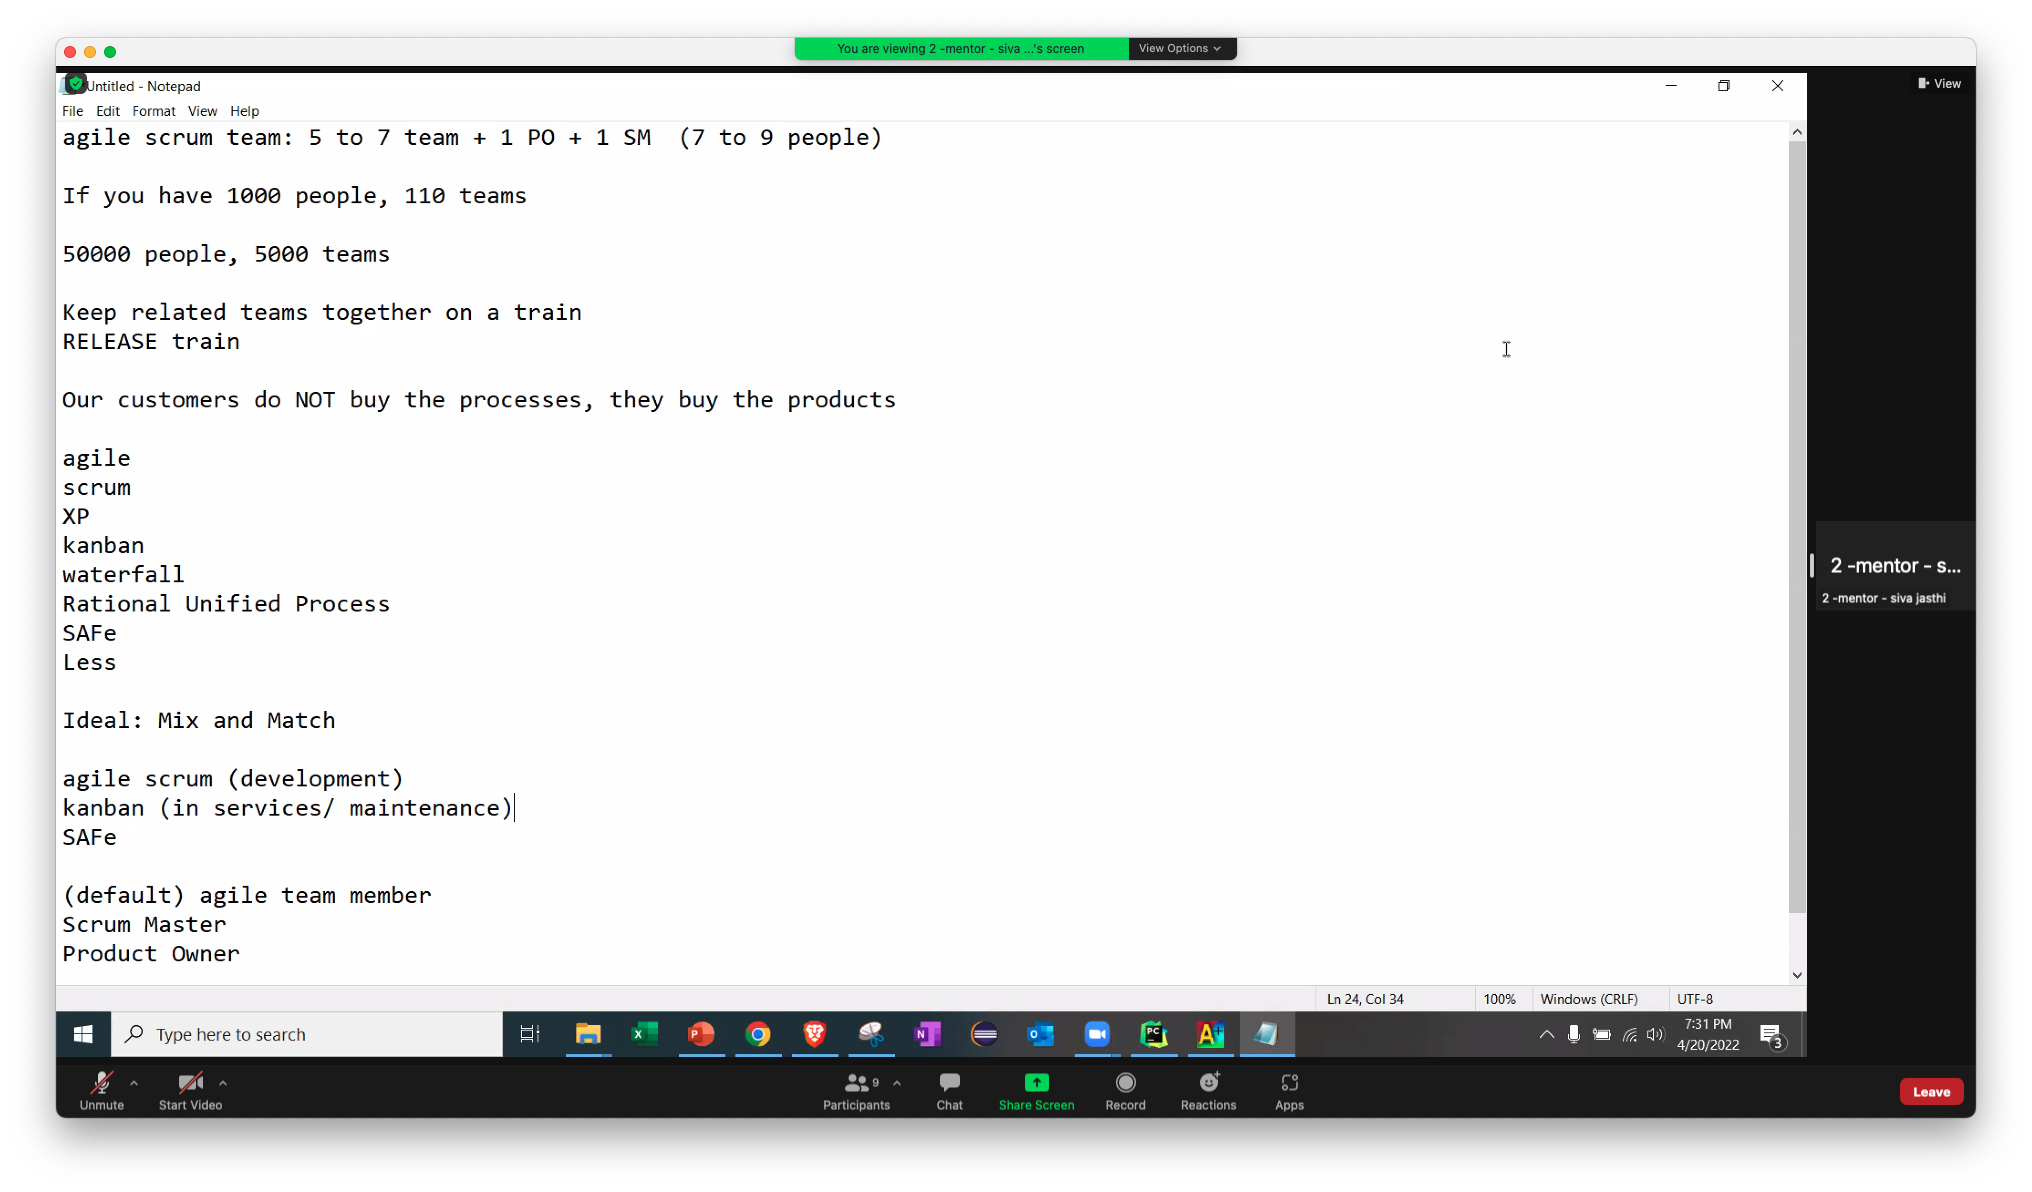 You are viewing 2 -mentor - siva ...'s screen
View Options
Untitled - Notepad
View
File Edit Format View Help
agile scrum team: 5 to 7 team + 1 PO + 1 SM  (7 to 9 people)
If you have 1000 people, 110 teams
50000 people, 5000 teams
Keep related teams together on a train
RELEASE train
Our customers do NOT buy the processes, they buy the products
agile
scrum
XP
kanban
waterfall
Rational Unified Process
SAFe
Less
Ideal: Mix and Match
agile scrum (development)
kanban (in services/ maintenance)
SAFe
(default) agile team member
Scrum Master
Product Owner
2 -mentor - s...
2 -mentor - siva jasthi
Ln 24, Col 34
100%
Windows (CRLF)
UTF-8
Type here to search
7:31 PM
4/20/2022
3
Unmute
Start Video
9
Participants
Chat
Share Screen
Record
Reactions
Apps
Leave